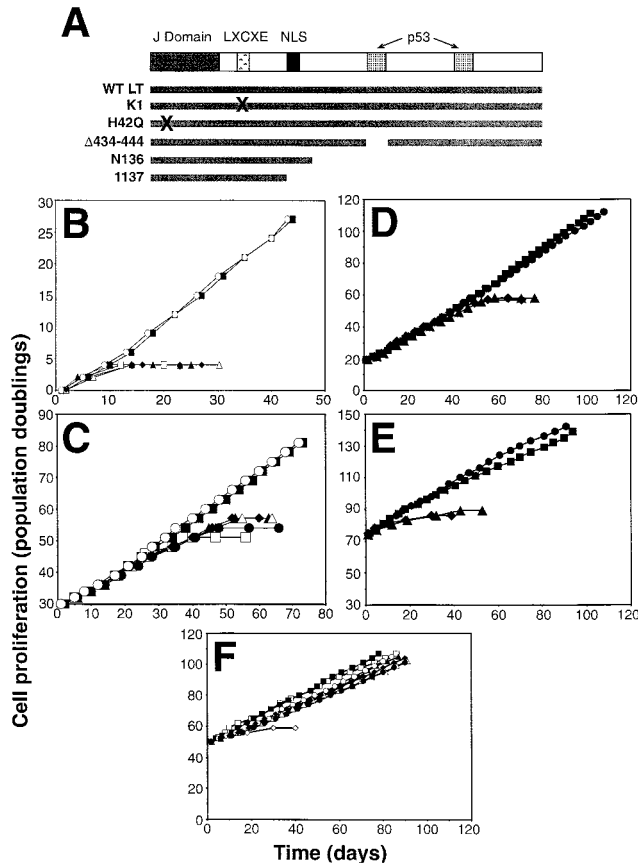 A
J Domain LXCXE NLS p53
WT LT
K1
X
H42Q
X
Δ434-444
N136
1137
B
30
25
20
15
10
5
0
0 10 20 30 40 50
D
120
100
80
60
40
20
0
0 20 40 60 80 100 120
C
90
80
70
60
50
40
30
0 10 20 30 40 50 60 70 80
E
150
130
110
90
70
50
30
0 20 40 60 80 100 120
F
120
100
80
60
40
20
0
0 20 40 60 80 100 120
Cell proliferation (population doublings)
Time (days)